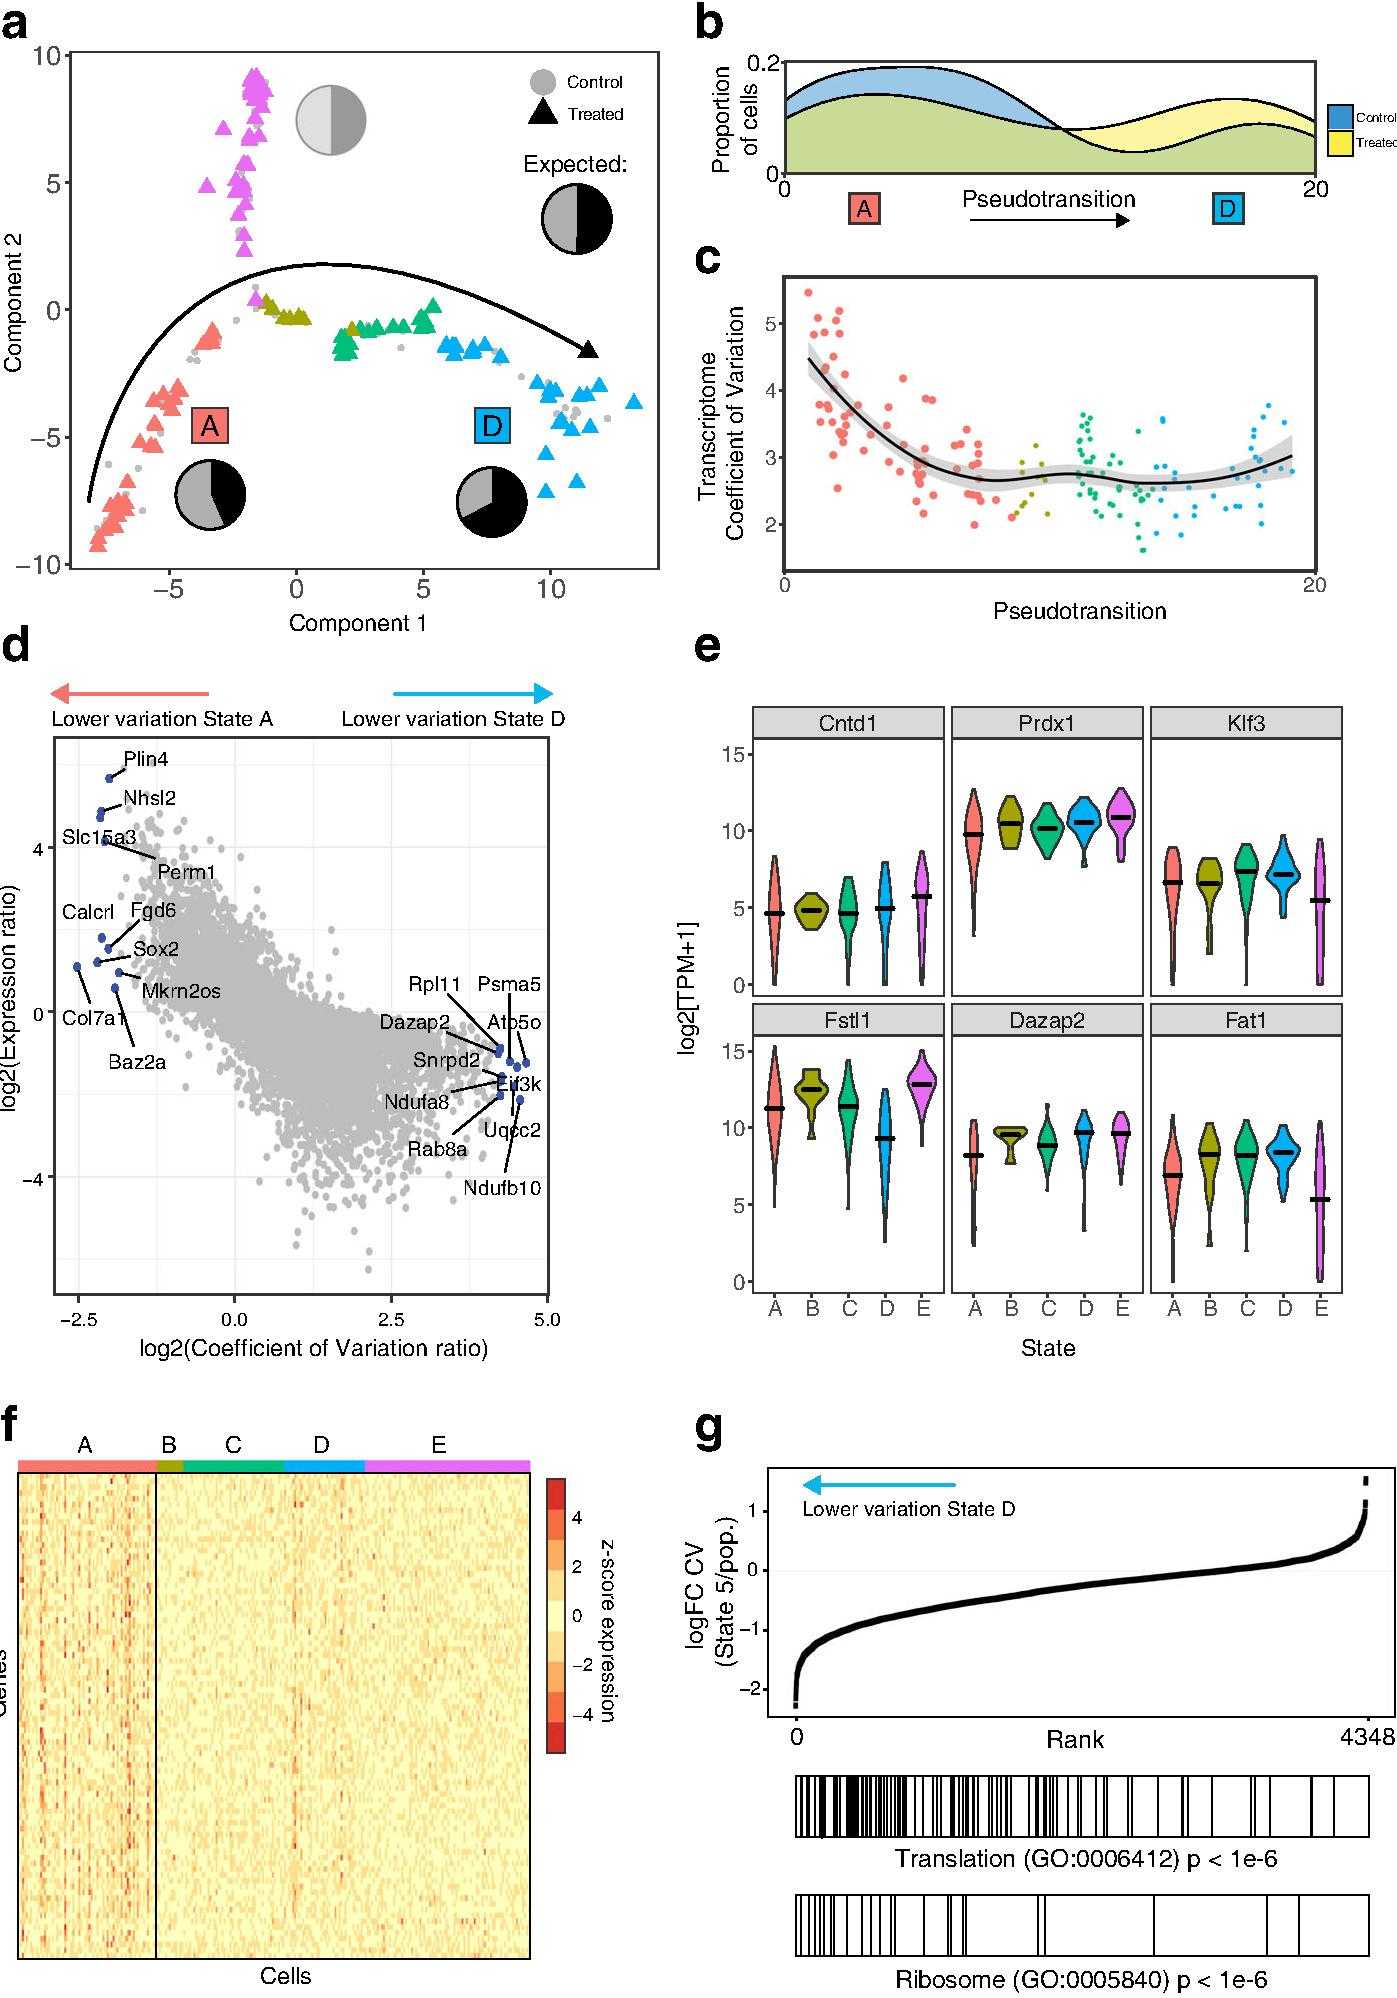 a
10
5
0
−5
−10
Component 2
−5
0
5
10
Component 1
Control
Treated
Expected:
A
D
b
Proportion
of cells
0.2
0
0
20
Pseudotransition
A
D
Control
Treated
c
Transcriptome
Coefficient of Variation
5
4
3
2
0
20
Pseudotransition
d
Lower variation State A
Lower variation State D
log2(Expression ratio)
4
0
−4
Plin4
Nhsl2
Slc15a3
Perm1
Calcrl
Fgd6
Sox2
Mkrn2os
Col7a1
Baz2a
Rpl11
Psma5
Dazap2
Atp5o
Snrpd2
Eif3k
Ndufa8
Uqcc2
Rab8a
Ndufb10
−2.5
0.0
2.5
5.0
log2(Coefficient of Variation ratio)
e
Cntd1
Prdx1
Klf3
15
10
5
0
log2[TPM+1]
Fstl1
Dazap2
Fat1
15
10
5
0
A B C D E
A B C D E
A B C D E
State
f
A B C D E
Genes
Cells
4
2
0
−2
−4
z-score expression
g
Lower variation State D
logFC CV
(State 5/pop.)
1
0
−1
−2
0
Rank
4348
Translation (GO:0006412) p < 1e-6
Ribosome (GO:0005840) p < 1e-6